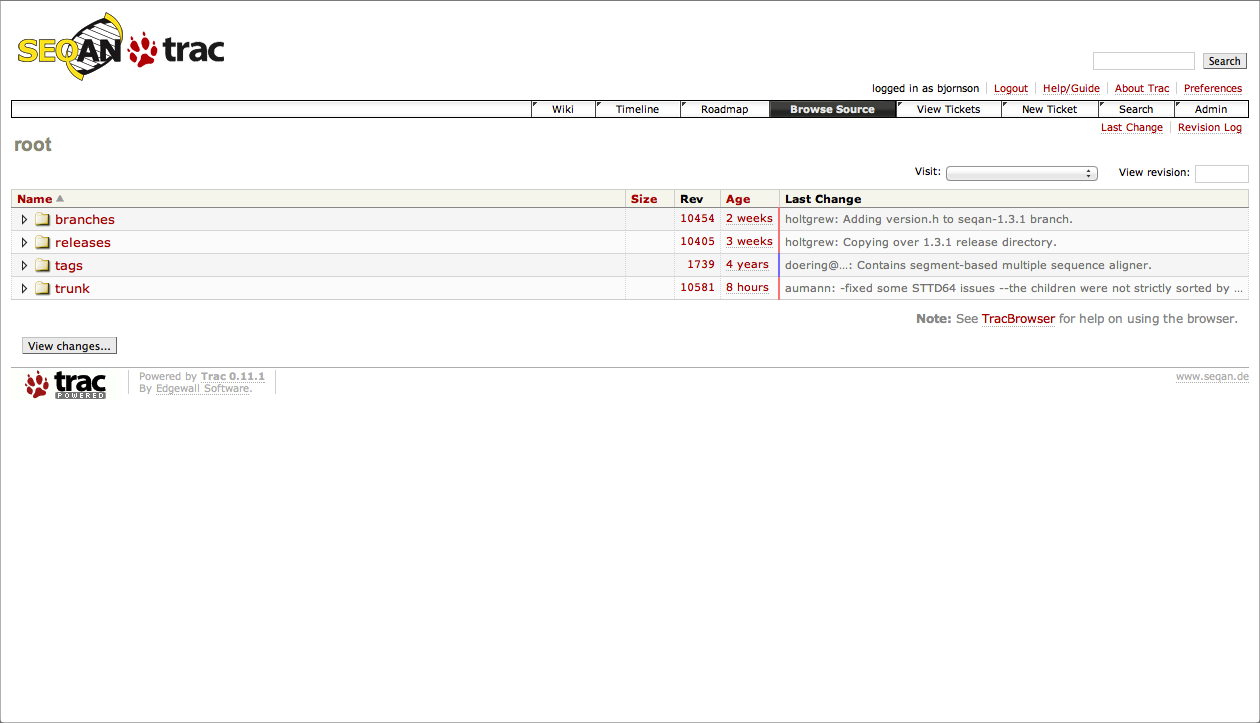 SEQAN trac
Search
logged in as bjornson Logout Help/Guide About Trac Preferences
Wiki Timeline Roadmap Browse Source View Tickets New Ticket Search Admin
Last Change Revision Log
root
Visit: View revision:
Name Size Rev Age Last Change
branches 10454 2 weeks holtgrew: Adding version.h to seqan-1.3.1 branch.
releases 10405 3 weeks holtgrew: Copying over 1.3.1 release directory.
tags 1739 4 years doering@…: Contains segment-based multiple sequence aligner.
trunk 10581 8 hours aumann: -fixed some STTD64 issues --the children were not strictly sorted by …
Note: See TracBrowser for help on using the browser.
View changes...
trac POWERED
Powered by Trac 0.11.1
By Edgewall Software.
www.seqan.de